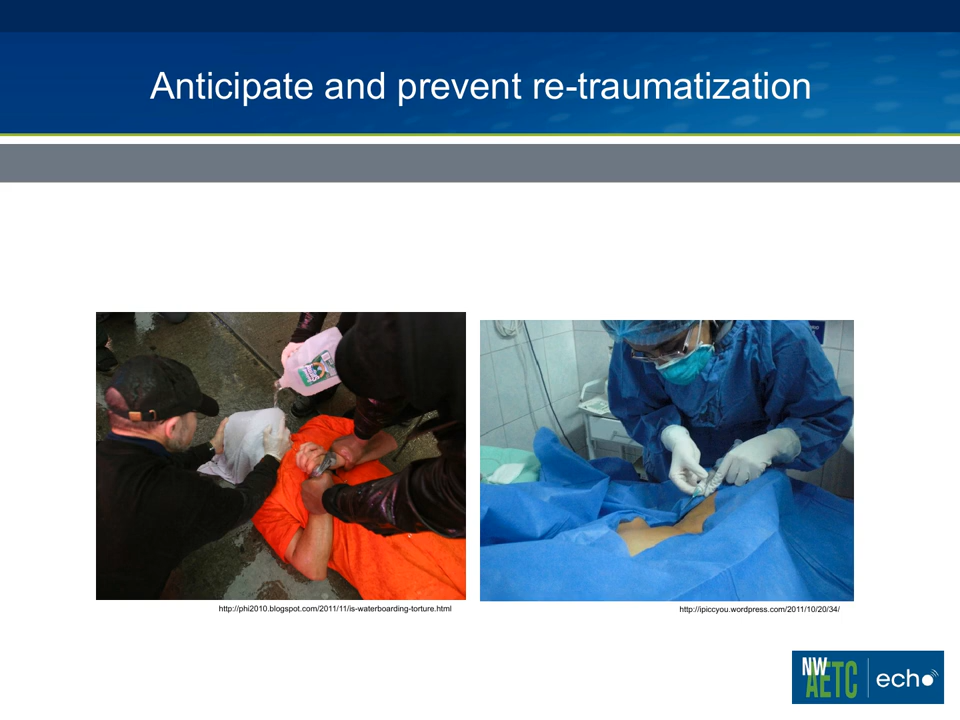 Anticipate and prevent re-traumatization
http://phi2010.blogspot.com/2011/11/is-waterboarding-torture.html
http://ipiccyou.wordpress.com/2011/10/20/34/
NW
AETC
echo